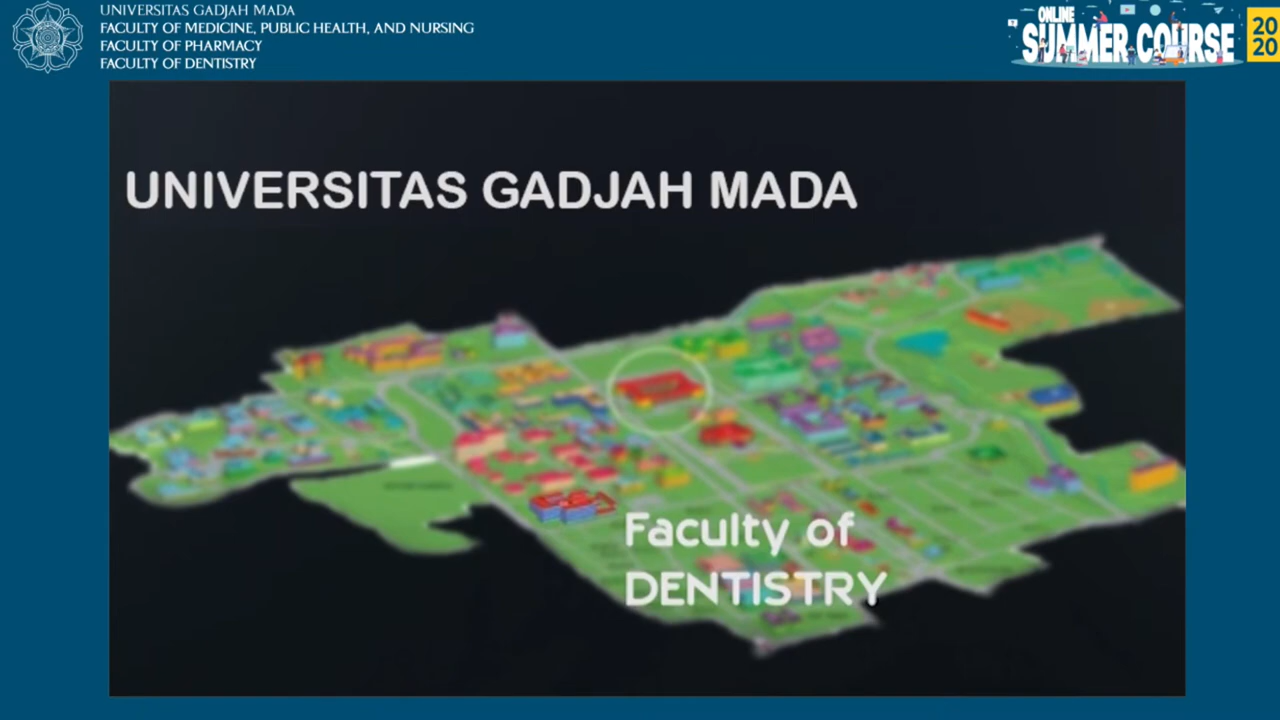 UNIVERSITAS GADJAH MADA
FACULTY OF MEDICINE, PUBLIC HEALTH, AND NURSING
FACULTY OF PHARMACY
FACULTY OF DENTISTRY
ONLINE
SUMMER COURSE
20
20
UNIVERSITAS GADJAH MADA
Faculty of
DENTISTRY